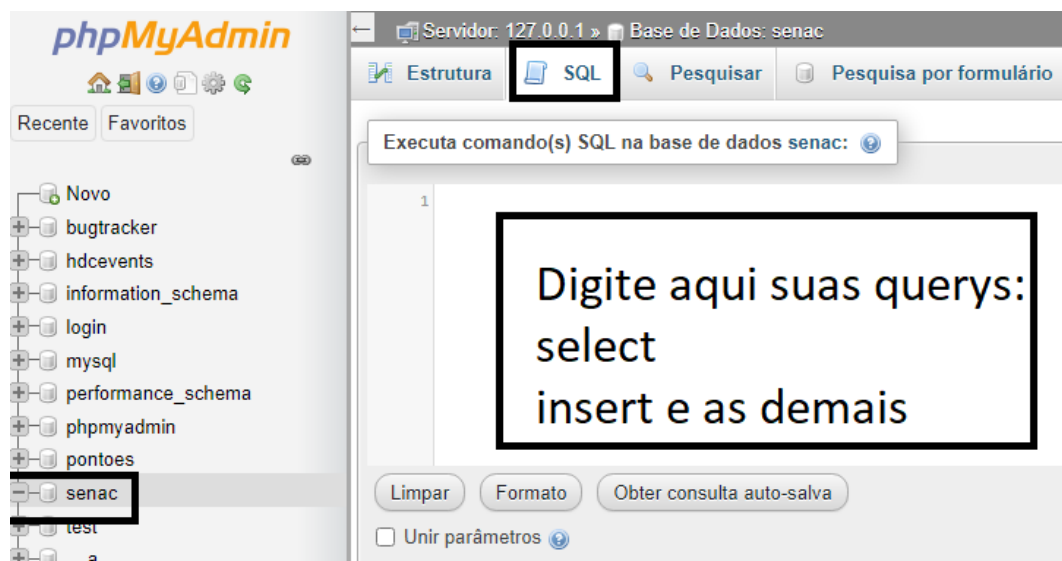 phpMyAdmin
Recente Favoritos
Novo
bugtracker
hdcevents
information_schema
login
mysql
performance_schema
phpmyadmin
pontoes
senac
test
Servidor: 127.0.0.1 » Base de Dados: senac
Estrutura SQL Pesquisar Pesquisa por formulário
Executa comando(s) SQL na base de dados senac:
1
Digite aqui suas querys:
select
insert e as demais
Limpar Formato Obter consulta auto-salva
Unir parâmetros